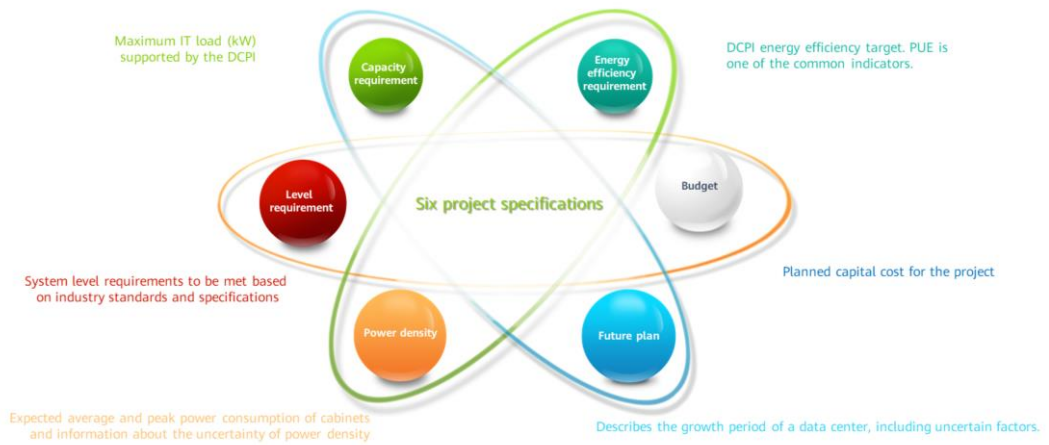 Maximum IT load (kW)
supported by the DCPI
Capacity
requirement
Energy
efficiency
requirement
DCPI energy efficiency target. PUE is
one of the common indicators.
Level
requirement
Six project specifications
Budget
System level requirements to be met based
on industry standards and specifications
Planned capital cost for the project
Power density
Future plan
Expected average and peak power consumption of cabinets
and information about the uncertainty of power density
Describes the growth period of a data center, including uncertain factors.